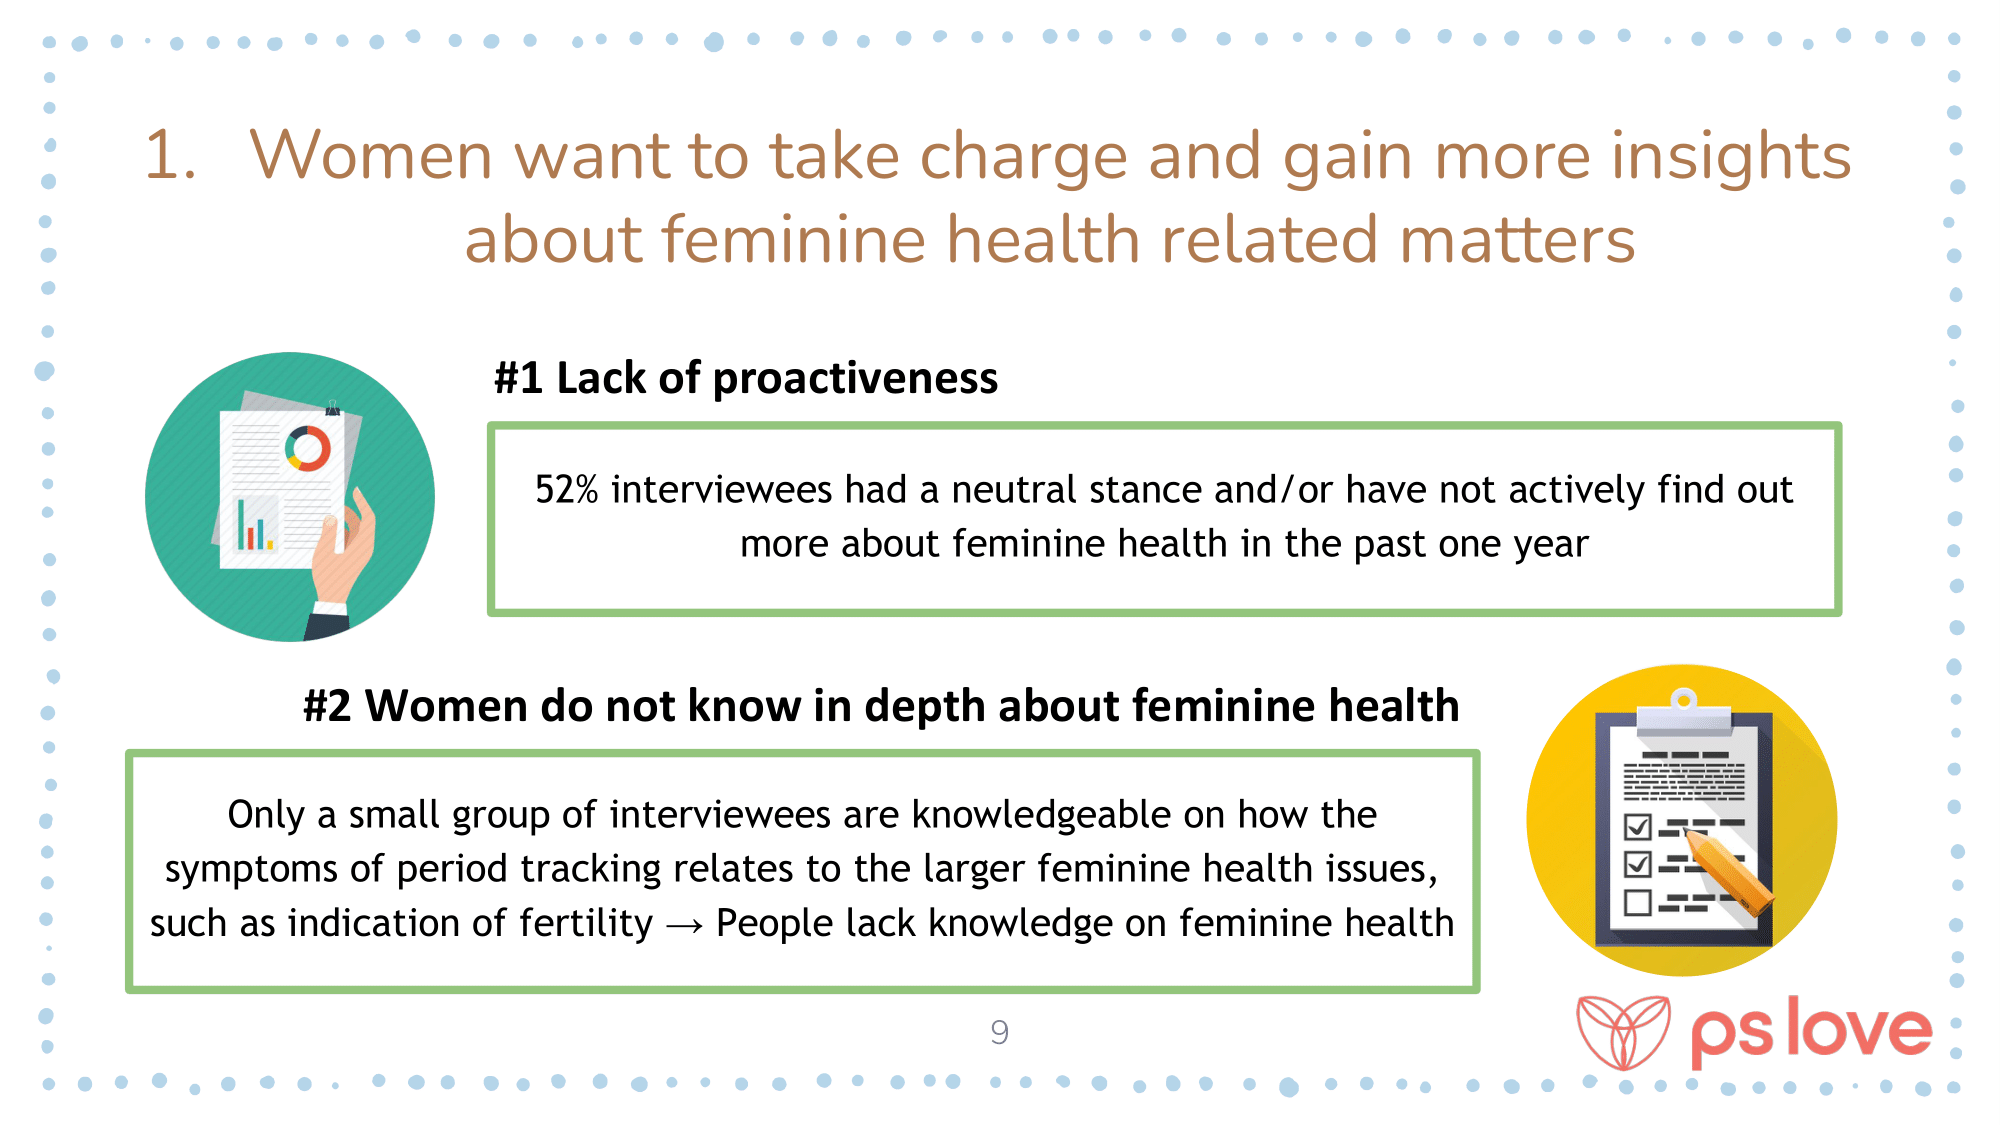 1. Women want to take charge and gain more insights
about feminine health related matters
#1 Lack of proactiveness
52% interviewees had a neutral stance and/or have not actively find out
more about feminine health in the past one year
#2 Women do not know in depth about feminine health
Only a small group of interviewees are knowledgeable on how the
symptoms of period tracking relates to the larger feminine health issues,
such as indication of fertility → People lack knowledge on feminine health
9
ps love